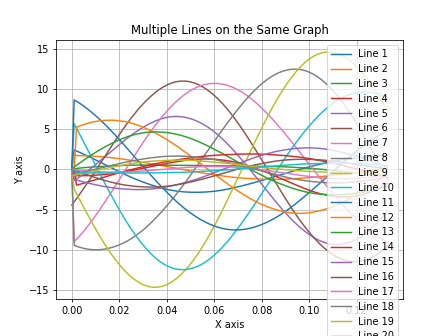 Multiple Lines on the Same Graph
15
10
5
0
−5
−10
−15
Y axis
0.00
0.02
0.04
0.06
0.08
0.10
X axis
Line 1
Line 2
Line 3
Line 4
Line 5
Line 6
Line 7
Line 8
Line 9
Line 10
Line 11
Line 12
Line 13
Line 14
Line 15
Line 16
Line 17
Line 18
Line 19
Line 20